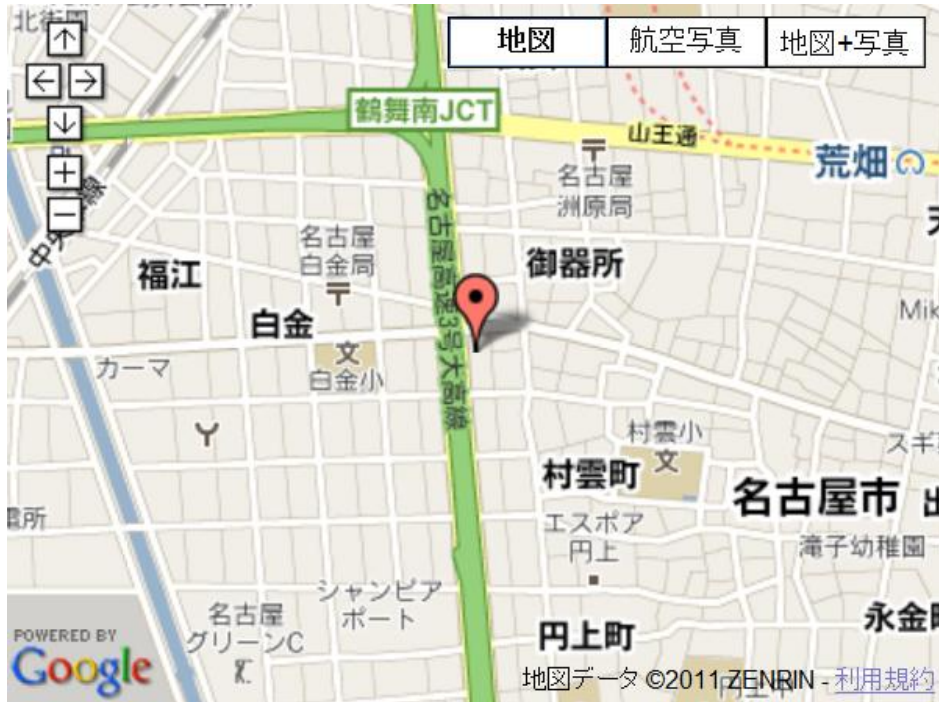 地図
航空写真
地図+写真
鶴舞南JCT
山王通
荒畑
名古屋
洲原局
名古屋
白金局
御器所
福江
名古屋高速3号大高線
白金
Mik
カーマ
白金小
村雲小
スギ
村雲町
名古屋市
エスポア
円上
滝子幼稚園
シャンピア
ポート
名古屋
グリーンC
円上町
永金町
POWERED BY
Google
地図データ ©2011 ZENRIN - 利用規約